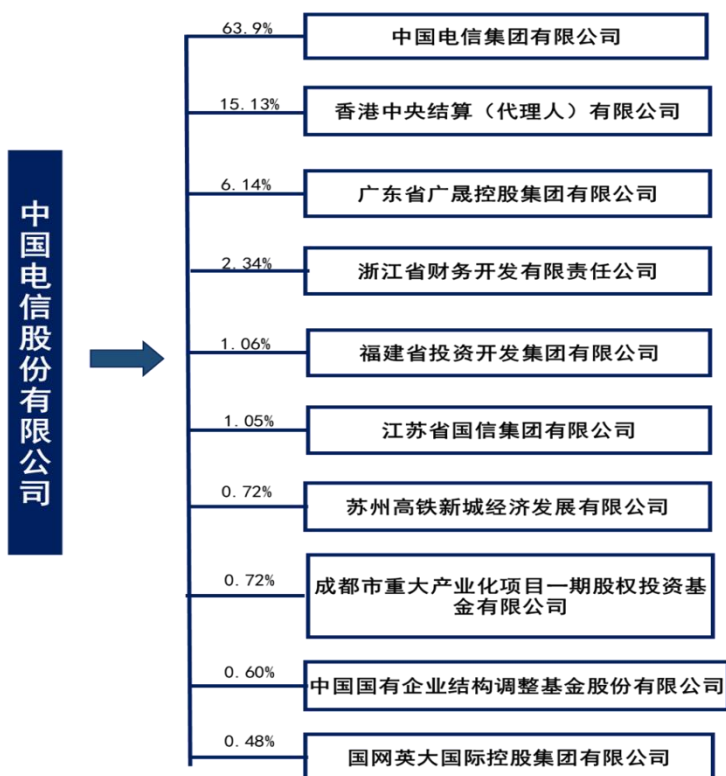 中国电信股份有限公司
63.9%
中国电信集团有限公司
15.13%
香港中央结算（代理人）有限公司
6.14%
广东省广晟控股集团有限公司
2.34%
浙江省财务开发有限责任公司
1.06%
福建省投资开发集团有限公司
1.05%
江苏省国信集团有限公司
0.72%
苏州高铁新城经济发展有限公司
0.72%
成都市重大产业化项目一期股权投资基
金有限公司
0.60%
中国国有企业结构调整基金股份有限公司
0.48%
国网英大国际控股集团有限公司